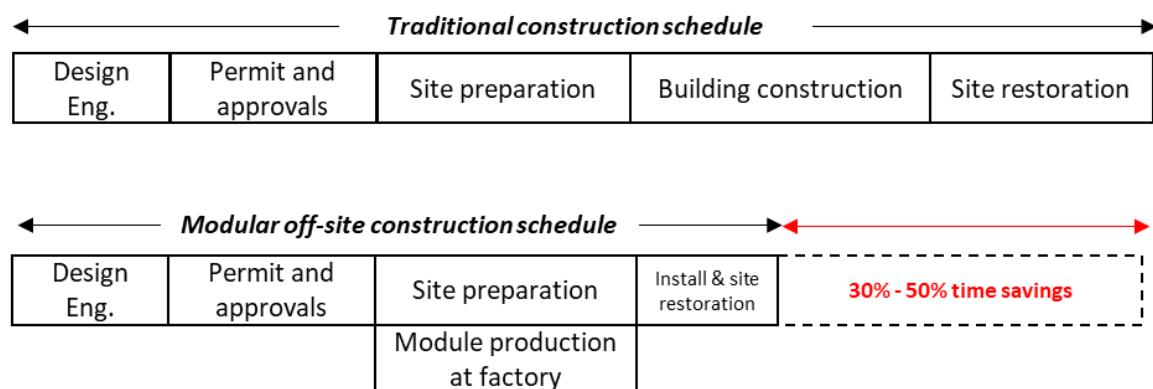 Traditional construction schedule
Design
Eng.
Permit and
approvals
Site preparation
Building construction
Site restoration
Modular off-site construction schedule
Design
Eng.
Permit and
approvals
Site preparation
Install & site
restoration
30% - 50% time savings
Module production
at factory